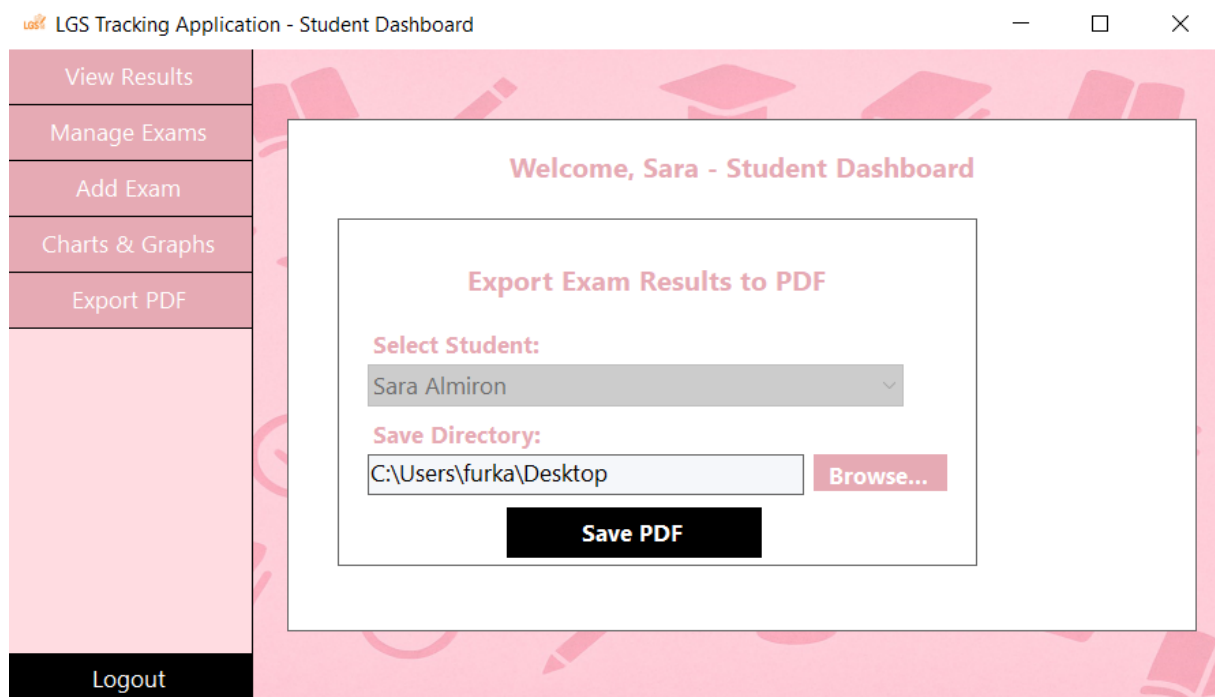 LGS LGS Tracking Application - Student Dashboard
View Results
Manage Exams
Add Exam
Charts & Graphs
Export PDF
Logout
Welcome, Sara - Student Dashboard
Export Exam Results to PDF
Select Student:
Sara Almiron
Save Directory:
C:\Users\furka\Desktop
Browse...
Save PDF